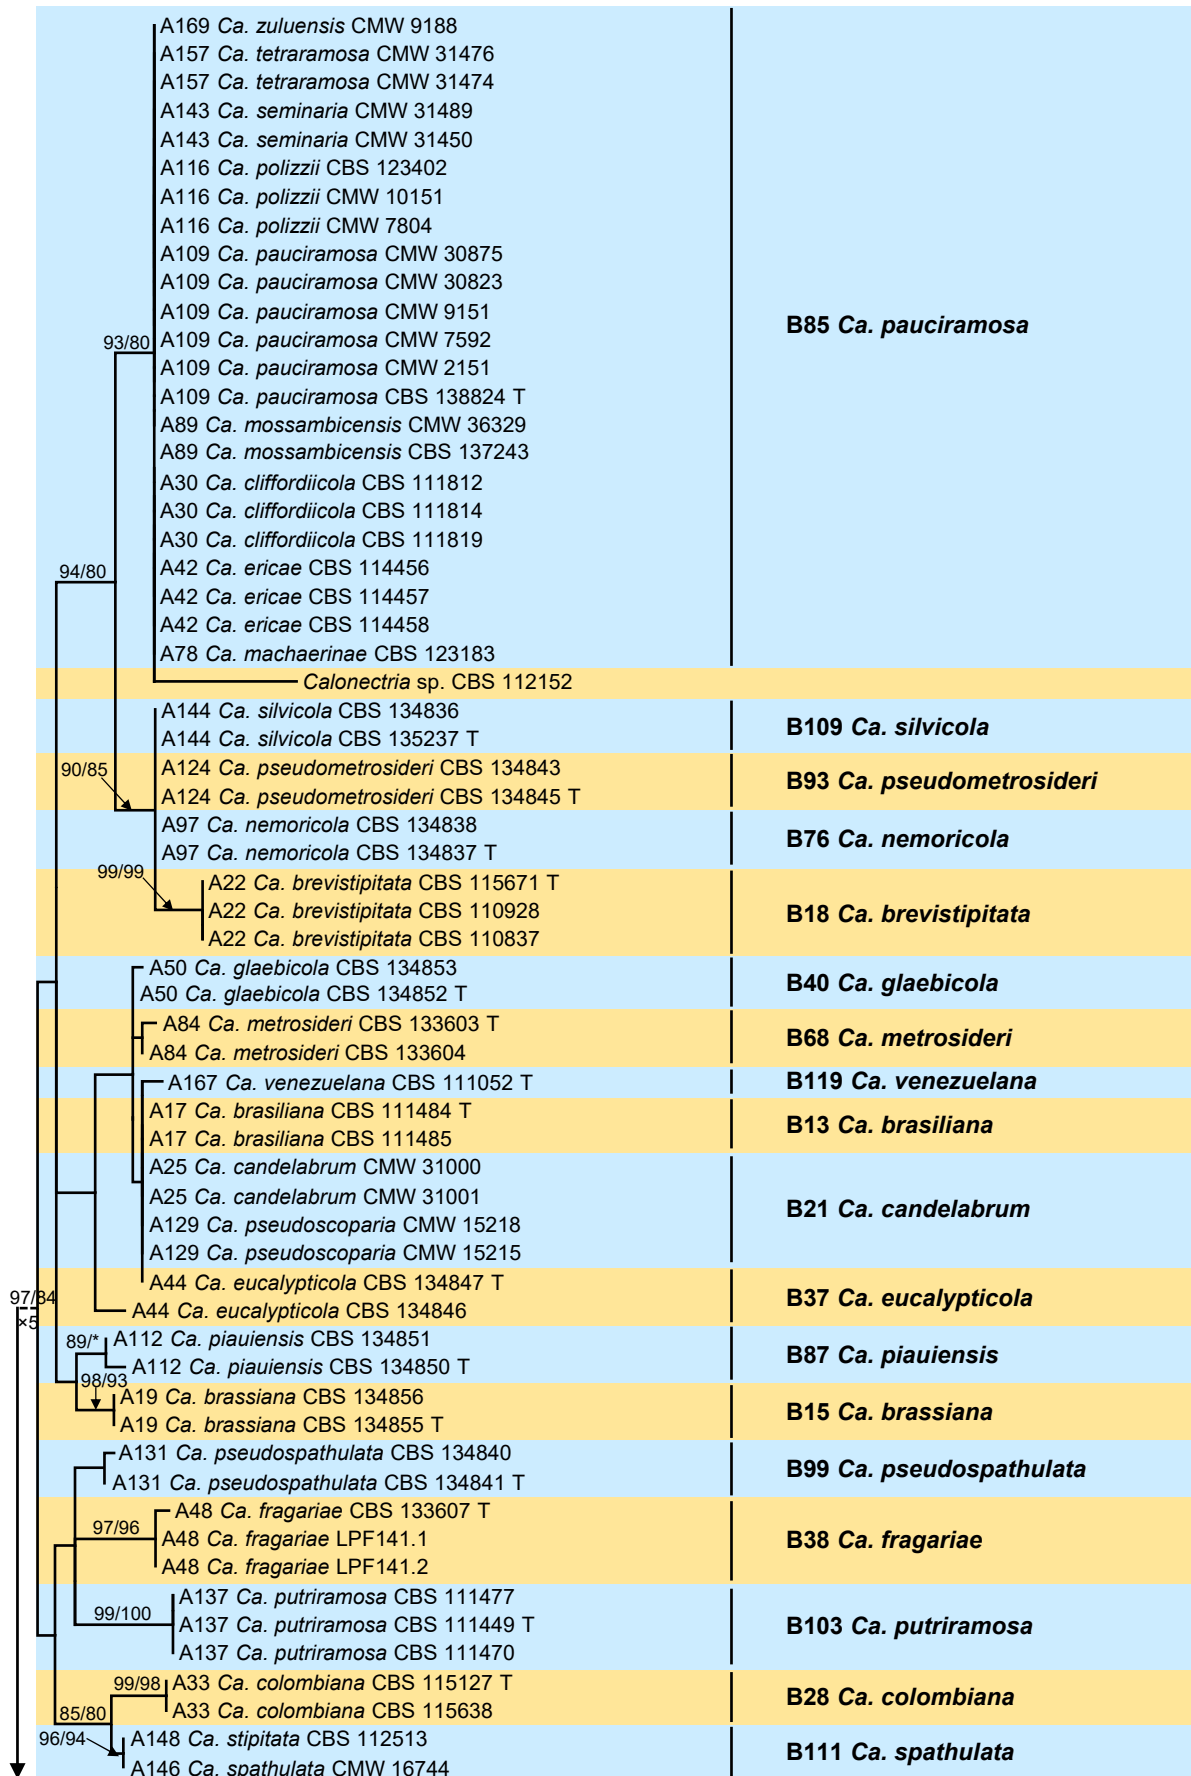 A169 Ca. zuluensis CMW 9188
A157 Ca. tetraramosa CMW 31476
A157 Ca. tetraramosa CMW 31474
A143 Ca. seminaria CMW 31489
A143 Ca. seminaria CMW 31450
A116 Ca. polizzii CBS 123402
A116 Ca. polizzii CMW 10151
A116 Ca. polizzii CMW 7804
A109 Ca. pauciramosa CMW 30875
A109 Ca. pauciramosa CMW 30823
A109 Ca. pauciramosa CMW 9151
B85 Ca. pauciramosa
93/80
A109 Ca. pauciramosa CMW 7592
A109 Ca. pauciramosa CMW 2151
A109 Ca. pauciramosa CBS 138824 T
A89 Ca. mossambicensis CMW 36329
A89 Ca. mossambicensis CBS 137243
A30 Ca. cliffordiicola CBS 111812
A30 Ca. cliffordiicola CBS 111814
A30 Ca. cliffordiicola CBS 111819
94/80
A42 Ca. ericae CBS 114456
A42 Ca. ericae CBS 114457
A42 Ca. ericae CBS 114458
A78 Ca. machaerinae CBS 123183
Calonectria sp. CBS 112152
A144 Ca. silvicola CBS 134836
B109 Ca. silvicola
A144 Ca. silvicola CBS 135237 T
90/85
A124 Ca. pseudometrosideri CBS 134843
B93 Ca. pseudometrosideri
A124 Ca. pseudometrosideri CBS 134845 T
A97 Ca. nemoricola CBS 134838
B76 Ca. nemoricola
A97 Ca. nemoricola CBS 134837 T
99/99
A22 Ca. brevistipitata CBS 115671 T
A22 Ca. brevistipitata CBS 110928
B18 Ca. brevistipitata
A22 Ca. brevistipitata CBS 110837
A50 Ca. glaebicola CBS 134853
B40 Ca. glaebicola
A50 Ca. glaebicola CBS 134852 T
A84 Ca. metrosideri CBS 133603 T
B68 Ca. metrosideri
A84 Ca. metrosideri CBS 133604
A167 Ca. venezuelana CBS 111052 T
B119 Ca. venezuelana
A17 Ca. brasiliana CBS 111484 T
B13 Ca. brasiliana
A17 Ca. brasiliana CBS 111485
A25 Ca. candelabrum CMW 31000
A25 Ca. candelabrum CMW 31001
B21 Ca. candelabrum
A129 Ca. pseudoscoparia CMW 15218
A129 Ca. pseudoscoparia CMW 15215
A44 Ca. eucalypticola CBS 134847 T
B37 Ca. eucalypticola
97/84
×5
A44 Ca. eucalypticola CBS 134846
89/*
A112 Ca. piauiensis CBS 134851
B87 Ca. piauiensis
A112 Ca. piauiensis CBS 134850 T
98/93
A19 Ca. brassiana CBS 134856
B15 Ca. brassiana
A19 Ca. brassiana CBS 134855 T
A131 Ca. pseudospathulata CBS 134840
B99 Ca. pseudospathulata
A131 Ca. pseudospathulata CBS 134841 T
A48 Ca. fragariae CBS 133607 T
97/96
A48 Ca. fragariae LPF141.1
B38 Ca. fragariae
A48 Ca. fragariae LPF141.2
A137 Ca. putriramosa CBS 111477
99/100
A137 Ca. putriramosa CBS 111449 T
B103 Ca. putriramosa
A137 Ca. putriramosa CBS 111470
99/98
A33 Ca. colombiana CBS 115127 T
B28 Ca. colombiana
85/80
A33 Ca. colombiana CBS 115638
96/94
A148 Ca. stipitata CBS 112513
B111 Ca. spathulata
A146 Ca. spathulata CMW 16744